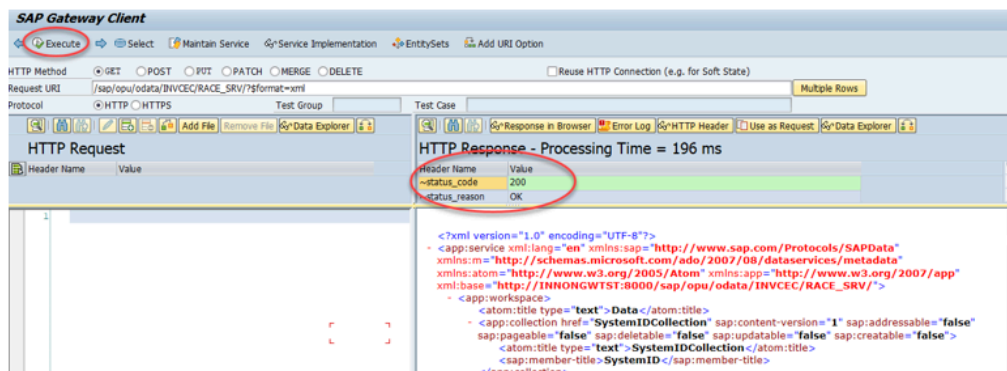 SAP Gateway Client
Execute Select Maintain Service Service Implementation EntitySets Add URI Option
HTTP Method GET POST PUT PATCH MERGE DELETE Reuse HTTP Connection (e.g. for Soft State)
Request URI /sap/opu/odata/INVCEC/RACE_SRV/?$format=xml Multiple Rows
Protocol HTTP HTTPS Test Group Test Case
Add File Remove File Data Explorer
Response in Browser Error Log HTTP Header Use as Request Data Explorer
HTTP Request
HTTP Response - Processing Time = 196 ms
Header Name Value
Header Name Value
~status_code 200
~status_reason OK
1
<?xml version="1.0" encoding="UTF-8"?>
- <app:service xml:lang="en" xmlns:sap="http://www.sap.com/Protocols/SAPData"
xmlns:m="http://schemas.microsoft.com/ado/2007/08/dataservices/metadata"
xmlns:atom="http://www.w3.org/2005/Atom" xmlns:app="http://www.w3.org/2007/app"
xml:base="http://INNONGWTST:8000/sap/opu/odata/INVCEC/RACE_SRV/">
- <app:workspace>
<atom:title type="text">Data</atom:title>
- <app:collection href="SystemIDCollection" sap:content-version="1" sap:addressable="false"
sap:pageable="false" sap:deletable="false" sap:updatable="false" sap:creatable="false">
<atom:title type="text">SystemIDCollection</atom:title>
<sap:member-title>SystemID</sap:member-title>
</app:collection>